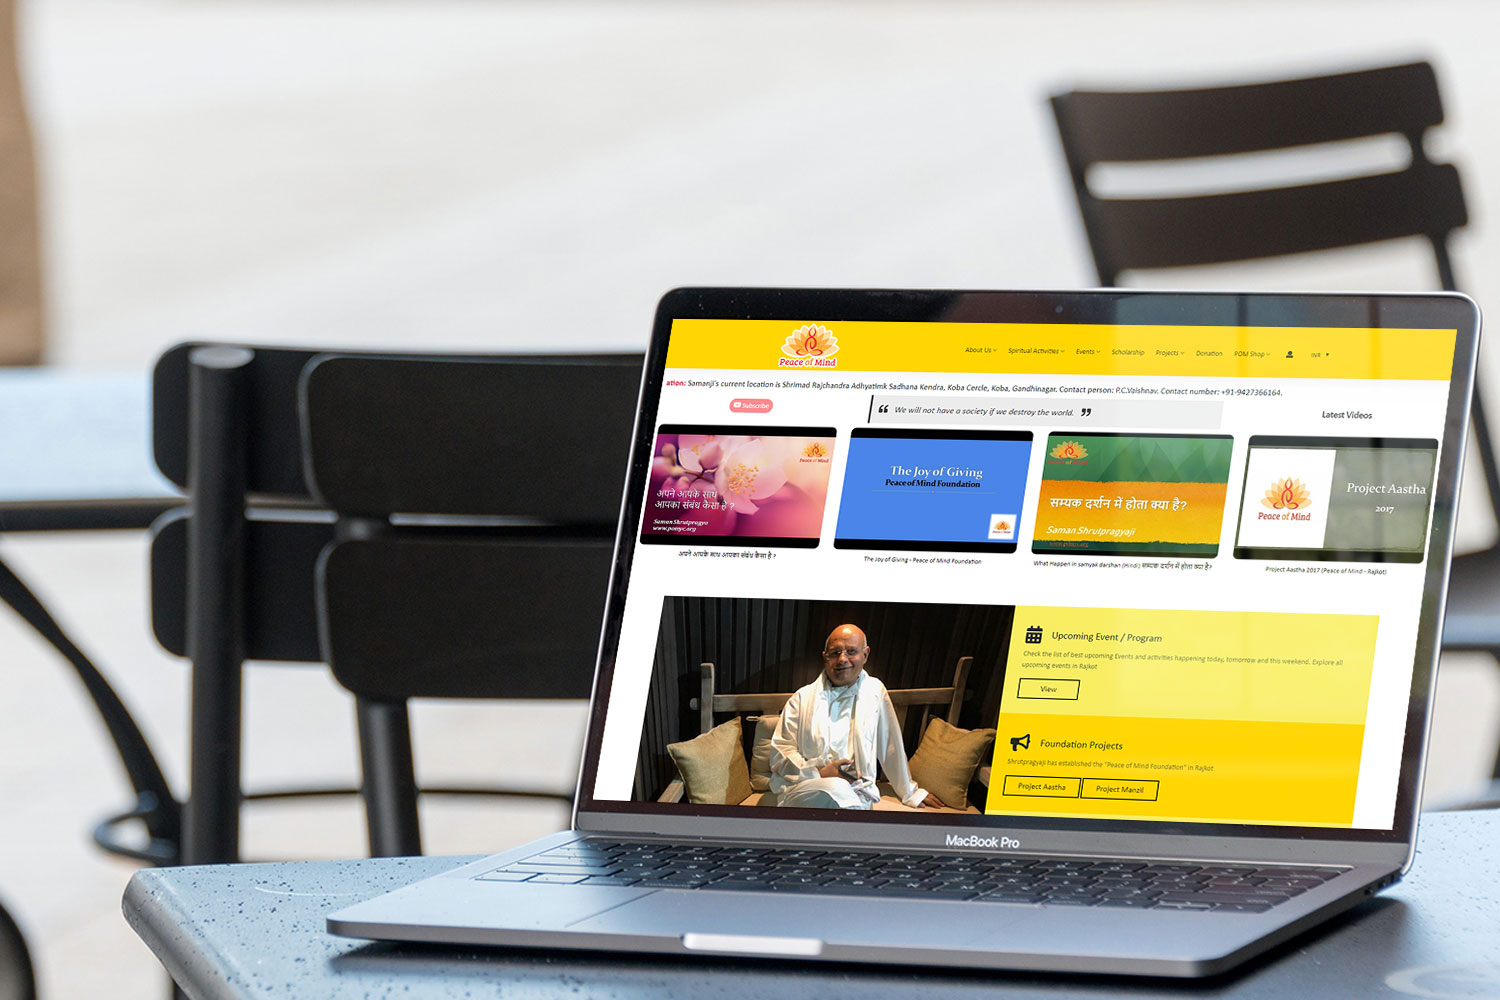 Peace of Mind
About Us
Spiritual Activities
Events
Scholarship
Projects
Donation
POM Shop
INR
ation: Samanji's current location is Shrimad Rajchandra Adhyatimk Sadhana Kendra, Koba Cercle, Koba, Gandhinagar. Contact person: P.C.Vaishnav. Contact number: +91-9427366164.
Subscribe
“ We will not have a society if we destroy the world. ”
Latest Videos
Peace of Mind
अपने आपके साथ
आपका संबंध कैसा है ?
Saman Shrutpragya
www.pomyc.org
अपने आपके साथ आपका संबंध कैसा है ?
The Joy of Giving
Peace of Mind Foundation
The Joy of Giving - Peace of Mind Foundation
Peace of Mind
सम्यक दर्शन में होता क्या है?
Saman Shrutpragyaji
What Happen in samyak darshan (Hindi) सम्यक दर्शन में होता क्या है?
Peace of Mind
Project Aastha
2017
Project Aastha 2017 (Peace of Mind - Rajkot)
Upcoming Event / Program
Check the list of best upcoming Events and activities happening today, tomorrow and this weekend. Explore all
upcoming events in Rajkot
View
Foundation Projects
Shrutpragyaji has established the "Peace of Mind Foundation" in Rajkot
Project Aastha
Project Manzil
MacBook Pro